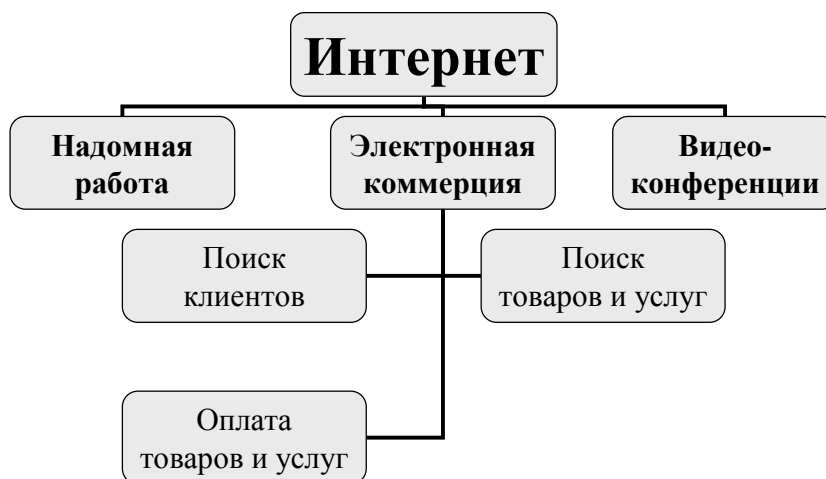 Интернет
Надомная
работа
Электронная
коммерция
Видео-
конференции
Поиск
клиентов
Поиск
товаров и услуг
Оплата
товаров и услуг